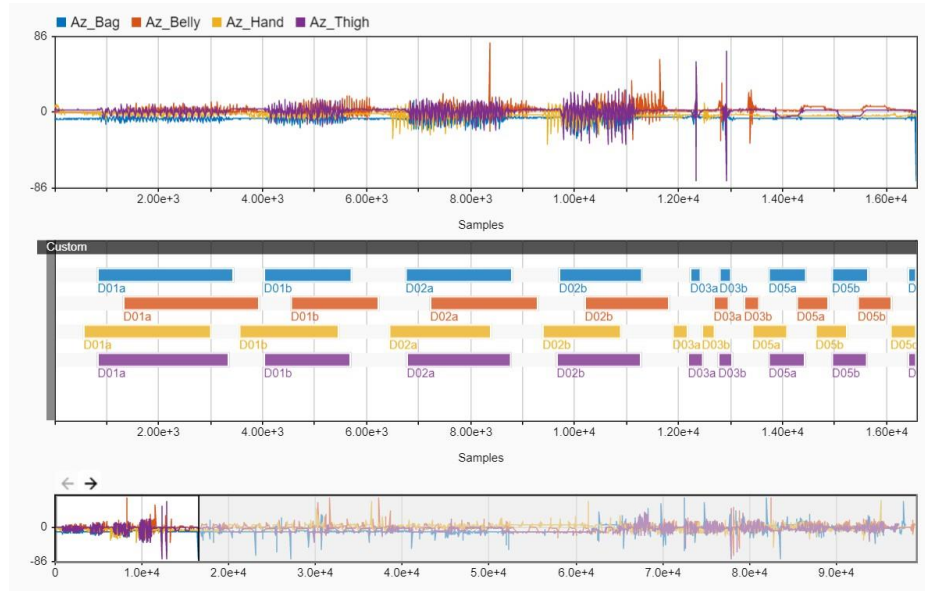 Az_Bag Az_Belly Az_Hand Az_Thigh
86
0
-86
2.00e+3 4.00e+3 6.00e+3 8.00e+3 1.00e+4 1.20e+4 1.40e+4 1.60e+4
Samples
Custom
D01a D01b D02a D02b D03a D03b D05a D05b D
D01a D01b D02a D02b D03a D03b D05a D05b
D01a D01b D02a D02b D03a D03b D05a D05b D05c
D01a D01b D02a D02b D03a D03b D05a D05b D
2.00e+3 4.00e+3 6.00e+3 8.00e+3 1.00e+4 1.20e+4 1.40e+4 1.60e+4
Samples
0
-86
0 1.0e+4 2.0e+4 3.0e+4 4.0e+4 5.0e+4 6.0e+4 7.0e+4 8.0e+4 9.0e+4